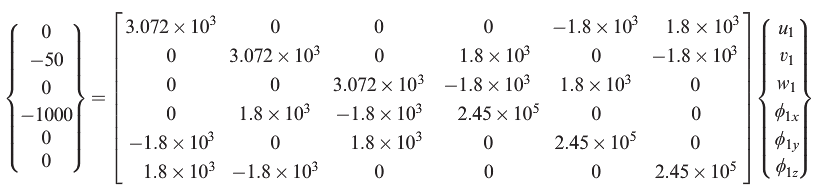 0 3.072 × 10³ 0 0 0 −1.8 × 10³ 1.8 × 10³ u₁
−50 0 3.072 × 10³ 0 1.8 × 10³ 0 −1.8 × 10³ v₁
0 0 0 3.072 × 10³ −1.8 × 10³ 1.8 × 10³ 0 w₁
−1000 = 0 1.8 × 10³ −1.8 × 10³ 2.45 × 10⁵ 0 0 ϕ₁ₓ
0 −1.8 × 10³ 0 1.8 × 10³ 0 2.45 × 10⁵ 0 ϕ_{1y}
0 1.8 × 10³ −1.8 × 10³ 0 0 0 2.45 × 10⁵ ϕ_{1z}